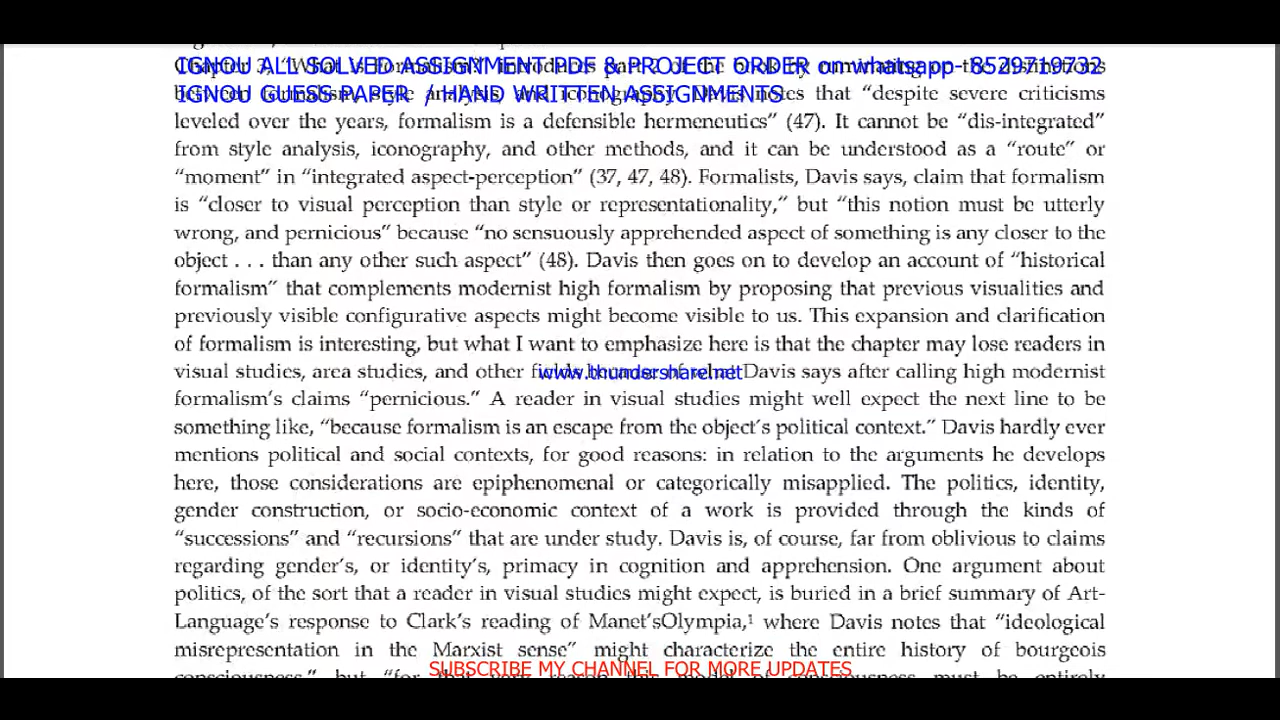 IGNOU ALL SOLVED ASSIGNMENT PDF & PROJECT ORDER on whatsapp- 8529719732
IGNOU GUESS PAPER / HAND WRITTEN ASSIGNMENTS
notes that “despite severe criticisms
leveled over the years, formalism is a defensible hermeneutics” (47). It cannot be “dis-integrated”
from style analysis, iconography, and other methods, and it can be understood as a “route” or
“moment” in “integrated aspect-perception” (37, 47, 48). Formalists, Davis says, claim that formalism
is “closer to visual perception than style or representationality,” but “this notion must be utterly
wrong, and pernicious” because “no sensuously apprehended aspect of something is any closer to the
object . . . than any other such aspect” (48). Davis then goes on to develop an account of “historical
formalism” that complements modernist high formalism by proposing that previous visualities and
previously visible configurative aspects might become visible to us. This expansion and clarification
of formalism is interesting, but what I want to emphasize here is that the chapter may lose readers in
visual studies, area studies, and other Davis says after calling high modernist
www.thundershare.net
formalism’s claims “pernicious.” A reader in visual studies might well expect the next line to be
something like, “because formalism is an escape from the object’s political context.” Davis hardly ever
mentions political and social contexts, for good reasons: in relation to the arguments he develops
here, those considerations are epiphenomenal or categorically misapplied. The politics, identity,
gender construction, or socio-economic context of a work is provided through the kinds of
“successions” and “recursions” that are under study. Davis is, of course, far from oblivious to claims
regarding gender’s, or identity’s, primacy in cognition and apprehension. One argument about
politics, of the sort that a reader in visual studies might expect, is buried in a brief summary of Art-
Language’s response to Clark’s reading of Manet’sOlympia,¹ where Davis notes that “ideological
misrepresentation in the Marxist sense” might characterize the entire history of bourgeois
SUBSCRIBE MY CHANNEL FOR MORE UPDATES